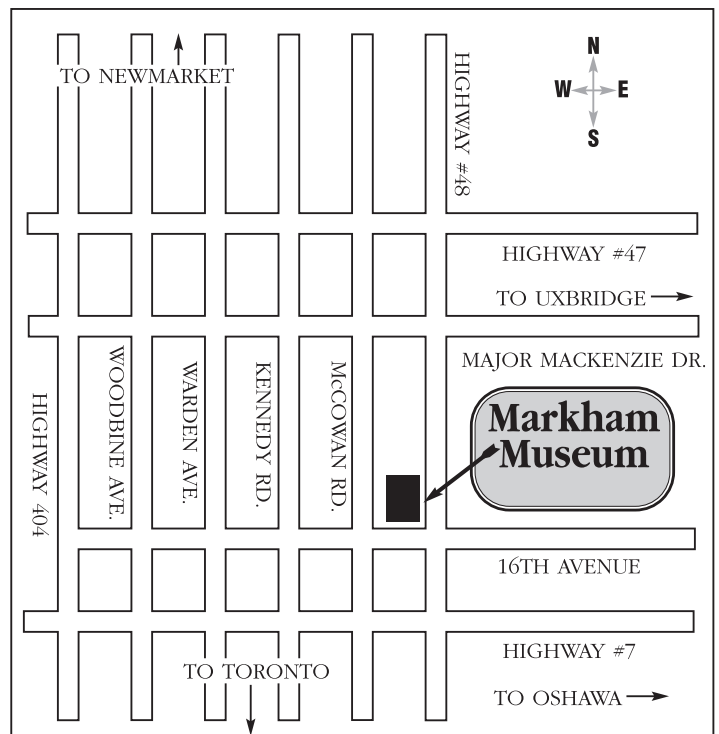 TO NEWMARKET
N
W E
S
HIGHWAY #48
HIGHWAY #47
TO UXBRIDGE
MAJOR MACKENZIE DR.
HIGHWAY 404
WOODBINE AVE.
WARDEN AVE.
KENNEDY RD.
McCOWAN RD.
Markham
Museum
16TH AVENUE
HIGHWAY #7
TO TORONTO
TO OSHAWA